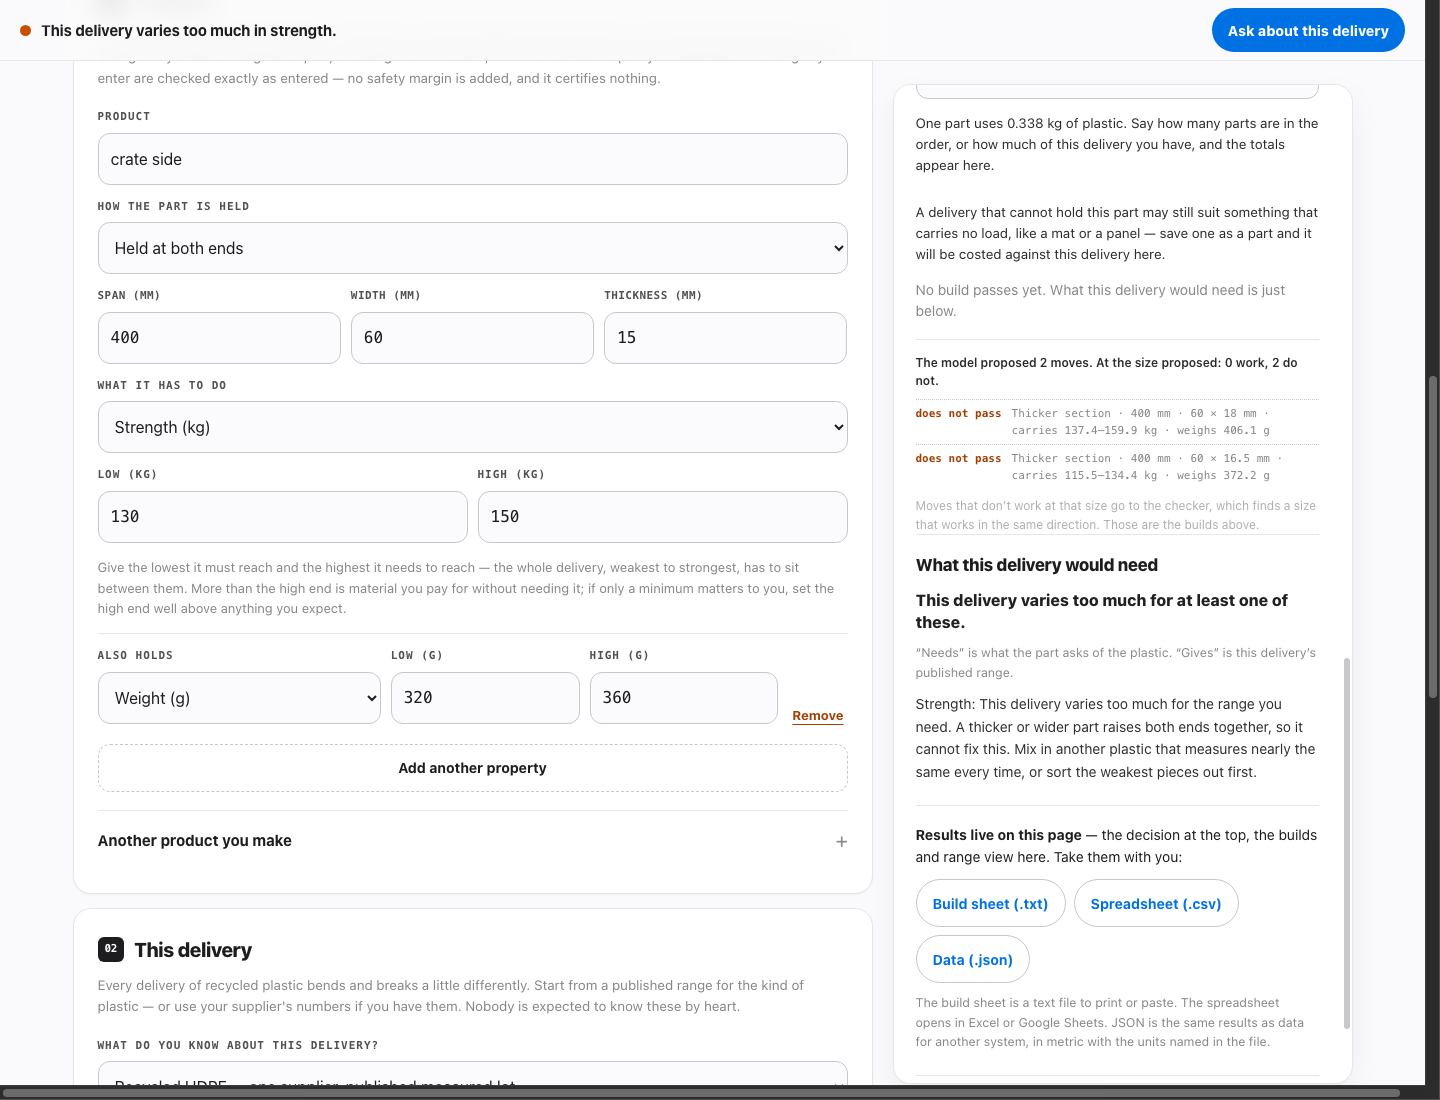 This delivery varies too much in strength.
Ask about this delivery
enter are checked exactly as entered — no safety margin is added, and it certifies nothing.
PRODUCT
crate side
HOW THE PART IS HELD
Held at both ends
SPAN (MM)
WIDTH (MM)
THICKNESS (MM)
400
60
15
WHAT IT HAS TO DO
Strength (kg)
LOW (KG)
HIGH (KG)
130
150
Give the lowest it must reach and the highest it needs to reach — the whole delivery, weakest to strongest, has to sit
between them. More than the high end is material you pay for without needing it; if only a minimum matters to you, set the
high end well above anything you expect.
ALSO HOLDS
LOW (G)
HIGH (G)
Weight (g)
320
360
Remove
Add another property
Another product you make
+
02
This delivery
Every delivery of recycled plastic bends and breaks a little differently. Start from a published range for the kind of
plastic — or use your supplier's numbers if you have them. Nobody is expected to know these by heart.
WHAT DO YOU KNOW ABOUT THIS DELIVERY?
Recycled HDPE — one supplier, published measured lot
One part uses 0.338 kg of plastic. Say how many parts are in the
order, or how much of this delivery you have, and the totals
appear here.
A delivery that cannot hold this part may still suit something that
carries no load, like a mat or a panel — save one as a part and it
will be costed against this delivery here.
No build passes yet. What this delivery would need is just
below.
The model proposed 2 moves. At the size proposed: 0 work, 2 do
not.
does not pass Thicker section · 400 mm · 60 × 18 mm ·
carries 137.4–159.9 kg · weighs 406.1 g
does not pass Thicker section · 400 mm · 60 × 16.5 mm ·
carries 115.5–134.4 kg · weighs 372.2 g
Moves that don't work at that size go to the checker, which finds a size
that works in the same direction. Those are the builds above.
What this delivery would need
This delivery varies too much for at least one of
these.
“Needs” is what the part asks of the plastic. “Gives” is this delivery’s
published range.
Strength: This delivery varies too much for the range you
need. A thicker or wider part raises both ends together, so it
cannot fix this. Mix in another plastic that measures nearly the
same every time, or sort the weakest pieces out first.
Results live on this page — the decision at the top, the builds
and range view here. Take them with you:
Build sheet (.txt)
Spreadsheet (.csv)
Data (.json)
The build sheet is a text file to print or paste. The spreadsheet
opens in Excel or Google Sheets. JSON is the same results as data
for another system, in metric with the units named in the file.